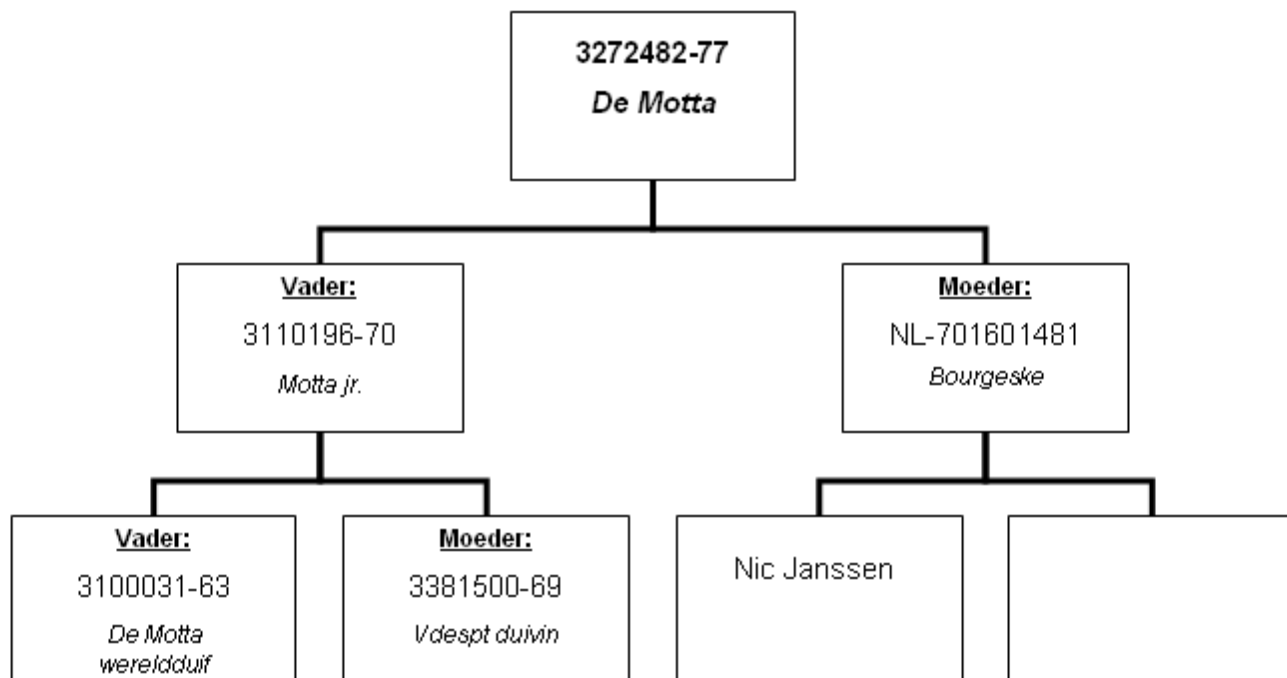 3272482-77
De Motta
Vader:
3110196-70
Motta jr.
Moeder:
NL-701601481
Bourgeske
Vader:
3100031-63
De Motta
wereldduif
Moeder:
3381500-69
Vdespt duivin
Nic Janssen